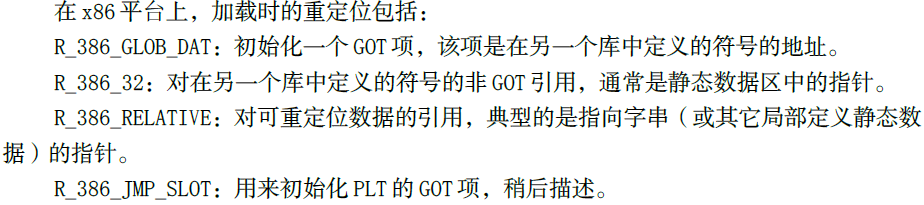 在 x86 平台上，加载时的重定位包括：
R_386_GLOB_DAT：初始化一个 GOT 项，该项是在另一个库中定义的符号的地址。
R_386_32：对在另一个库中定义的符号的非 GOT 引用，通常是静态数据区中的指针。
R_386_RELATIVE：对可重定位数据的引用，典型的是指向字串（或其它局部定义静态数
据）的指针。
R_386_JMP_SLOT：用来初始化 PLT 的 GOT 项，稍后描述。